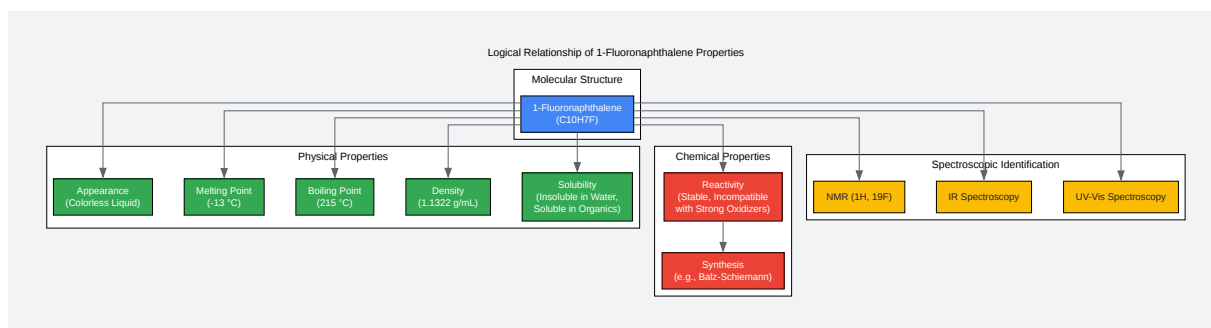 Logical Relationship of 1-Fluoronaphthalene Properties
Molecular Structure
1-Fluoronaphthalene
(C10H7F)
Physical Properties
Appearance
(Colorless Liquid)
Melting Point
(-13 °C)
Boiling Point
(215 °C)
Density
(1.1322 g/mL)
Solubility
(Insoluble in Water,
Soluble in Organics)
Chemical Properties
Reactivity
(Stable, Incompatible
with Strong Oxidizers)
Synthesis
(e.g., Balz-Schiemann)
Spectroscopic Identification
NMR (1H, 19F)
IR Spectroscopy
UV-Vis Spectroscopy